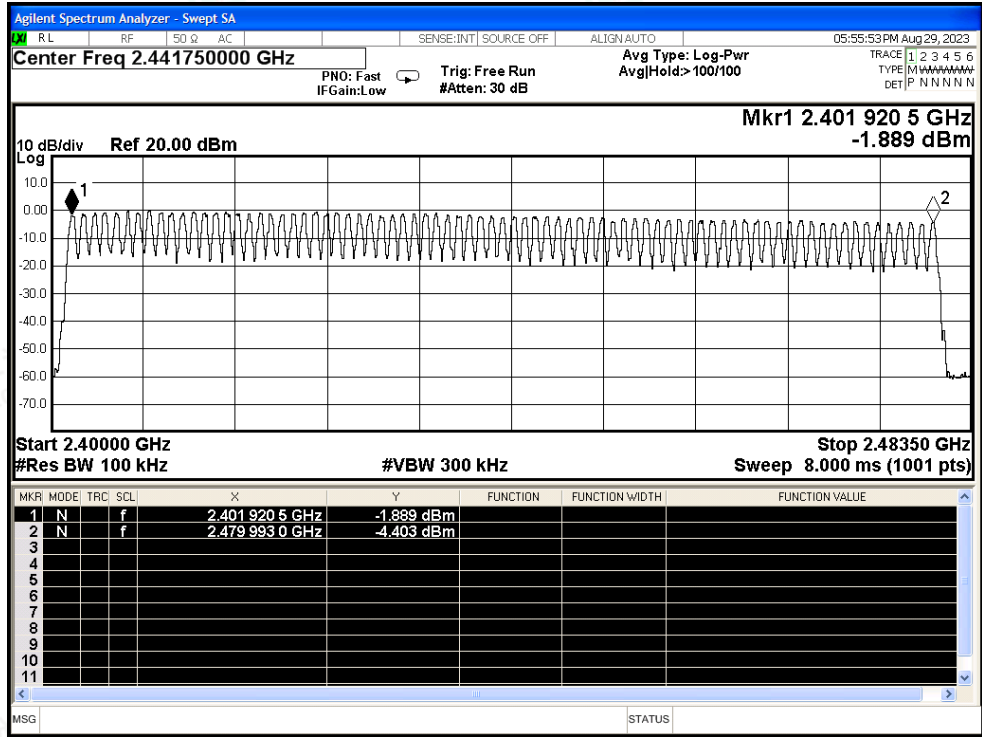 Agilent Spectrum Analyzer - Swept SA
LXI RL RF 50 Ω AC SENSE:INT SOURCE OFF ALIGN AUTO 05:55:53 PM Aug 29, 2023
Center Freq 2.441750000 GHz
PNO: Fast
IFGain:Low
Trig: Free Run
#Atten: 30 dB
Avg Type: Log-Pwr
Avg|Hold:>100/100
TRACE 1 2 3 4 5 6
TYPE M WWWWW
DET P N N N N N
Mkr1 2.401 920 5 GHz
-1.889 dBm
10 dB/div Ref 20.00 dBm
Log
10.0
0.00
-10.0
-20.0
-30.0
-40.0
-50.0
-60.0
-70.0
1
2
Start 2.40000 GHz Stop 2.48350 GHz
#Res BW 100 kHz #VBW 300 kHz Sweep 8.000 ms (1001 pts)
MKR MODE TRC SCL X Y FUNCTION FUNCTION WIDTH FUNCTION VALUE
1 N f 2.401 920 5 GHz -1.889 dBm
2 N f 2.479 993 0 GHz -4.403 dBm
3
4
5
6
7
8
9
10
11
MSG STATUS